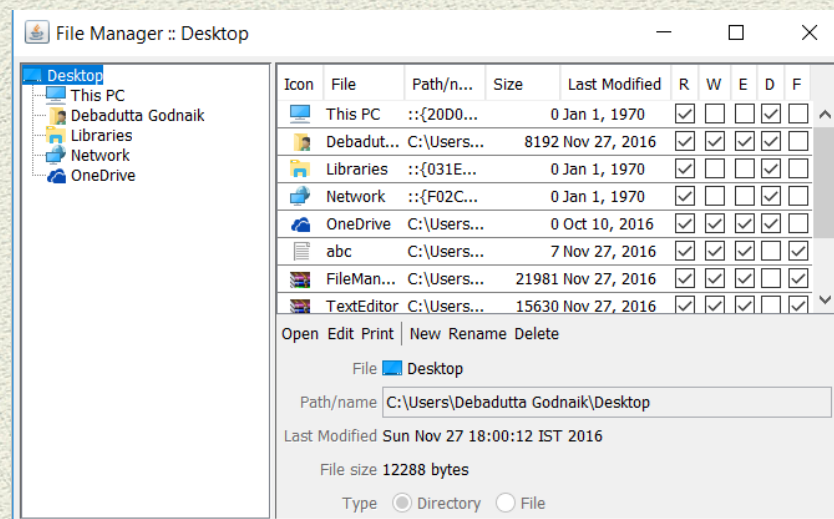 File Manager :: Desktop
Desktop
This PC
Debadutta Godnaik
Libraries
Network
OneDrive
Icon File Path/n... Size Last Modified R W E D F
This PC ::{20D0... 0 Jan 1, 1970
Debadut... C:\Users... 8192 Nov 27, 2016
Libraries ::{031E... 0 Jan 1, 1970
Network ::{F02C... 0 Jan 1, 1970
OneDrive C:\Users... 0 Oct 10, 2016
abc C:\Users... 7 Nov 27, 2016
FileMan... C:\Users... 21981 Nov 27, 2016
TextEditor C:\Users... 15630 Nov 27, 2016
Open Edit Print New Rename Delete
File Desktop
Path/name C:\Users\Debadutta Godnaik\Desktop
Last Modified Sun Nov 27 18:00:12 IST 2016
File size 12288 bytes
Type Directory File